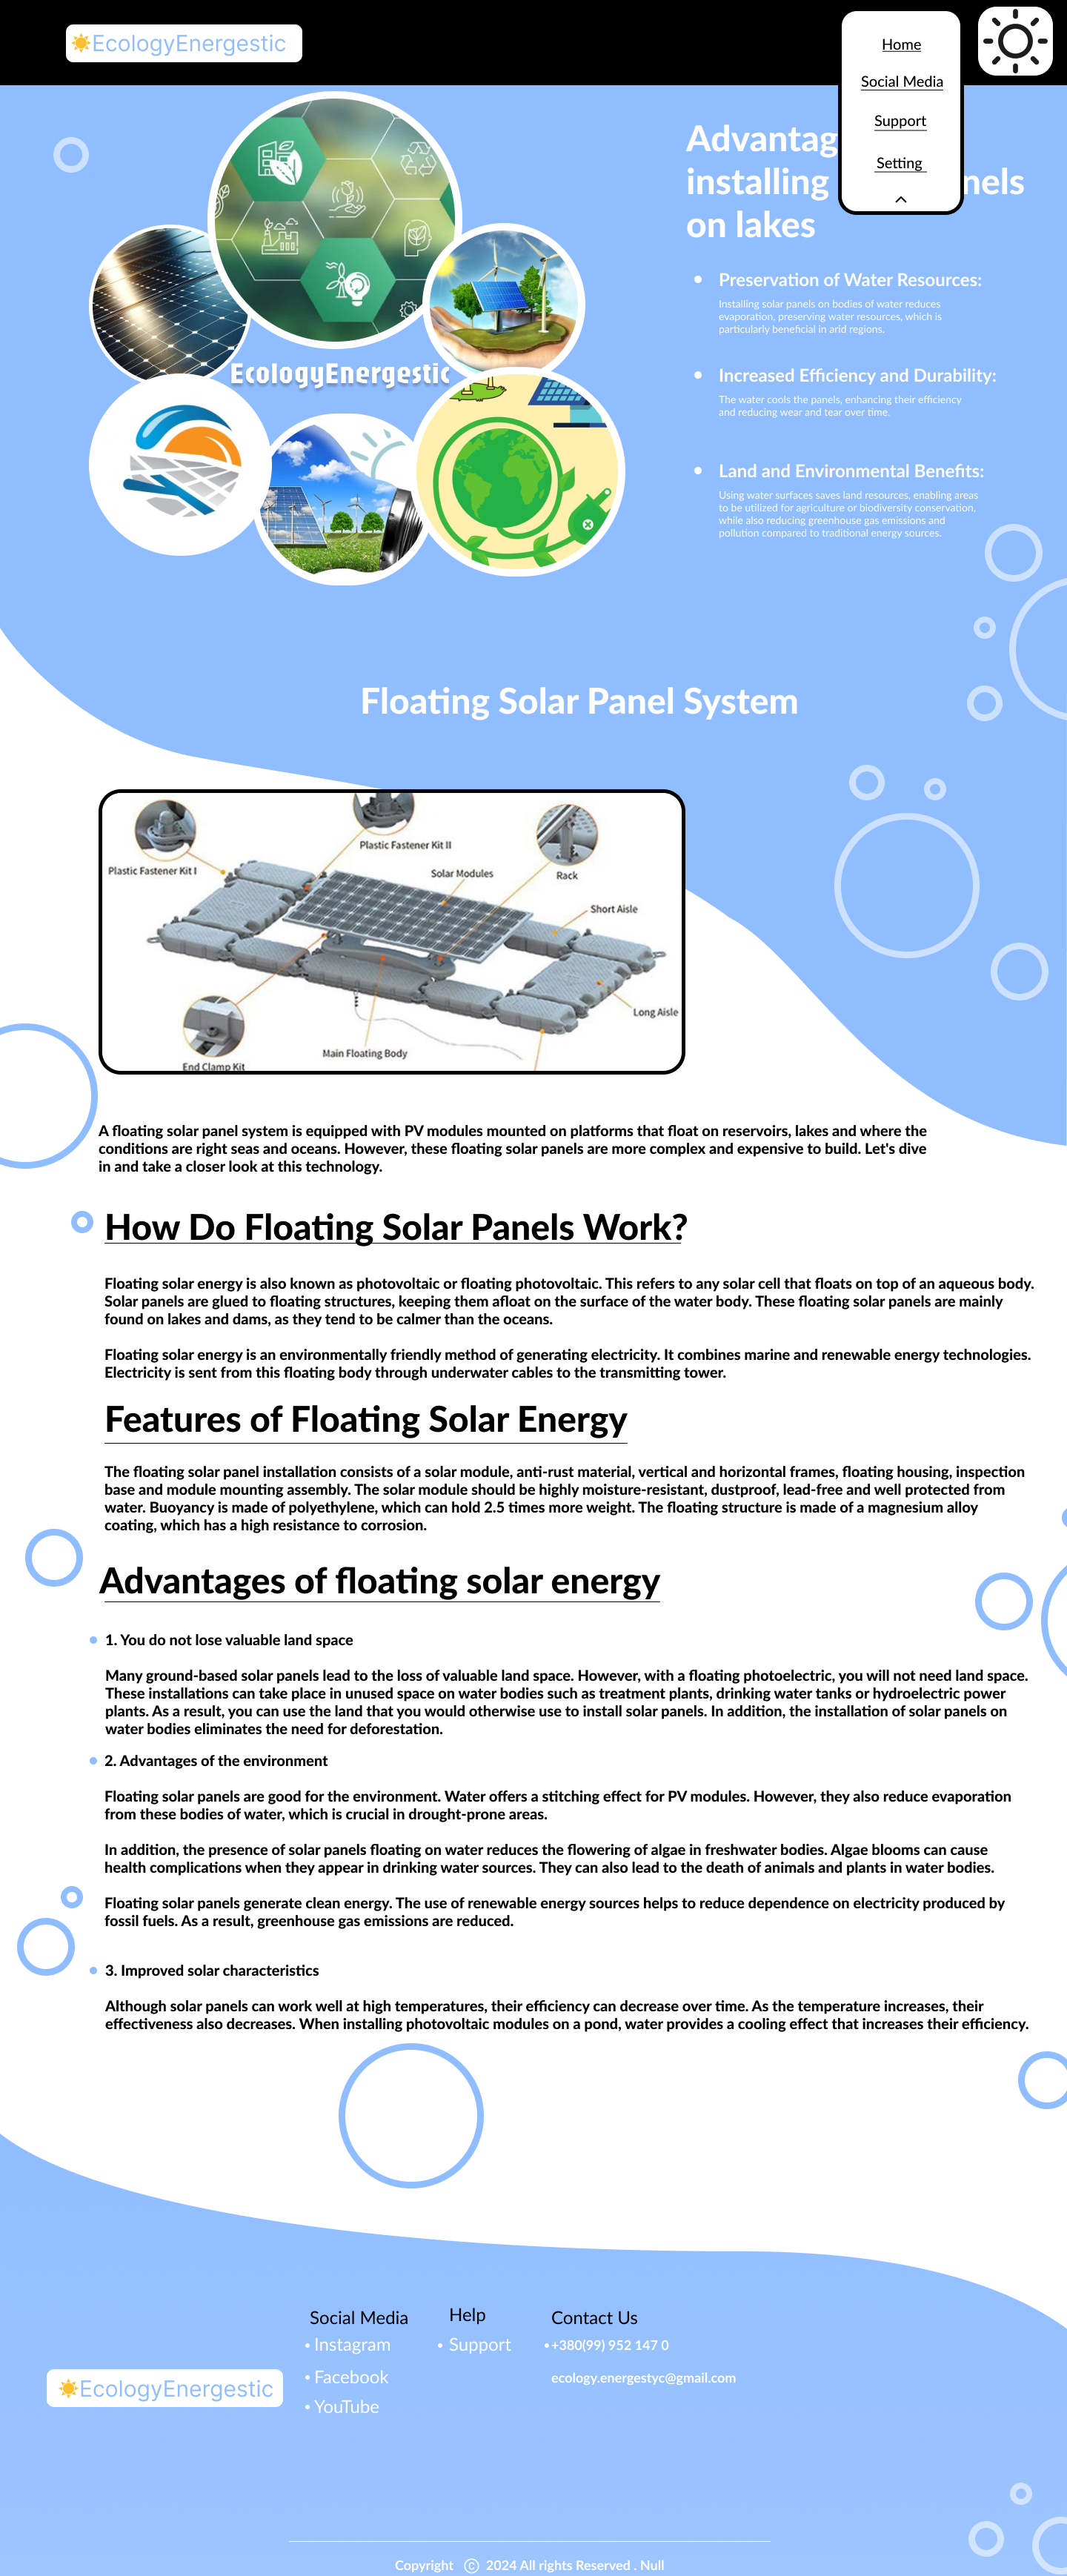 EcologyEnergestic
Home
Social Media
Support
Setting
Advantag
installing nels
on lakes
Preservation of Water Resources:
Installing solar panels on bodies of water reduces
evaporation, preserving water resources, which is
particularly beneficial in arid regions.
Increased Efficiency and Durability:
The water cools the panels, enhancing their efficiency
and reducing wear and tear over time.
Land and Environmental Benefits:
Using water surfaces saves land resources, enabling areas
to be utilized for agriculture or biodiversity conservation,
while also reducing greenhouse gas emissions and
pollution compared to traditional energy sources.
EcologyEnergestic
Floating Solar Panel System
Plastic Fastener Kit I
Plastic Fastener Kit II
Solar Modules
Rack
Short Aisle
Long Aisle
Main Floating Body
End Clamp Kit
A floating solar panel system is equipped with PV modules mounted on platforms that float on reservoirs, lakes and where the
conditions are right seas and oceans. However, these floating solar panels are more complex and expensive to build. Let's dive
in and take a closer look at this technology.
How Do Floating Solar Panels Work?
Floating solar energy is also known as photovoltaic or floating photovoltaic. This refers to any solar cell that floats on top of an aqueous body.
Solar panels are glued to floating structures, keeping them afloat on the surface of the water body. These floating solar panels are mainly
found on lakes and dams, as they tend to be calmer than the oceans.
Floating solar energy is an environmentally friendly method of generating electricity. It combines marine and renewable energy technologies.
Electricity is sent from this floating body through underwater cables to the transmitting tower.
Features of Floating Solar Energy
The floating solar panel installation consists of a solar module, anti-rust material, vertical and horizontal frames, floating housing, inspection
base and module mounting assembly. The solar module should be highly moisture-resistant, dustproof, lead-free and well protected from
water. Buoyancy is made of polyethylene, which can hold 2.5 times more weight. The floating structure is made of a magnesium alloy
coating, which has a high resistance to corrosion.
Advantages of floating solar energy
1. You do not lose valuable land space
Many ground-based solar panels lead to the loss of valuable land space. However, with a floating photoelectric, you will not need land space.
These installations can take place in unused space on water bodies such as treatment plants, drinking water tanks or hydroelectric power
plants. As a result, you can use the land that you would otherwise use to install solar panels. In addition, the installation of solar panels on
water bodies eliminates the need for deforestation.
2. Advantages of the environment
Floating solar panels are good for the environment. Water offers a stitching effect for PV modules. However, they also reduce evaporation
from these bodies of water, which is crucial in drought-prone areas.
In addition, the presence of solar panels floating on water reduces the flowering of algae in freshwater bodies. Algae blooms can cause
health complications when they appear in drinking water sources. They can also lead to the death of animals and plants in water bodies.
Floating solar panels generate clean energy. The use of renewable energy sources helps to reduce dependence on electricity produced by
fossil fuels. As a result, greenhouse gas emissions are reduced.
3. Improved solar characteristics
Although solar panels can work well at high temperatures, their efficiency can decrease over time. As the temperature increases, their
effectiveness also decreases. When installing photovoltaic modules on a pond, water provides a cooling effect that increases their efficiency.
EcologyEnergestic
Social Media
• Instagram
• Facebook
• YouTube
Help
• Support
Contact Us
• +380(99) 952 147 0
ecology.energestyc@gmail.com
Copyright © 2024 All rights Reserved . Null